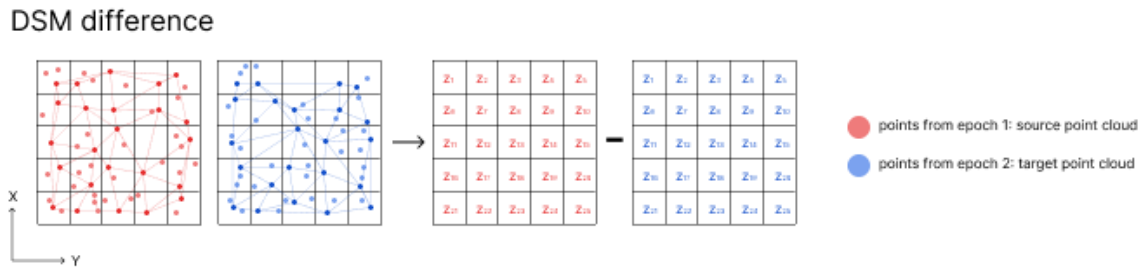 DSM difference
Z1 Z2 Z3 Z4 Z5 Z1 Z2 Z3 Z4 Z5
Z6 Z7 Z8 Z9 Z10 Z6 Z7 Z8 Z9 Z10
Z11 Z12 Z13 Z14 Z15 Z11 Z12 Z13 Z14 Z15
Z16 Z17 Z18 Z19 Z20 Z16 Z17 Z18 Z19 Z20
Z21 Z22 Z23 Z24 Z25 Z21 Z22 Z23 Z24 Z25
points from epoch 1: source point cloud
points from epoch 2: target point cloud
X
Y